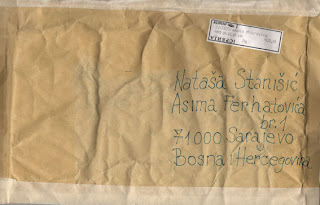 Nataša Stanišić
Asima Ferhatovića
br. 1
71000 Sarajevo
Bosna i Hercegovina